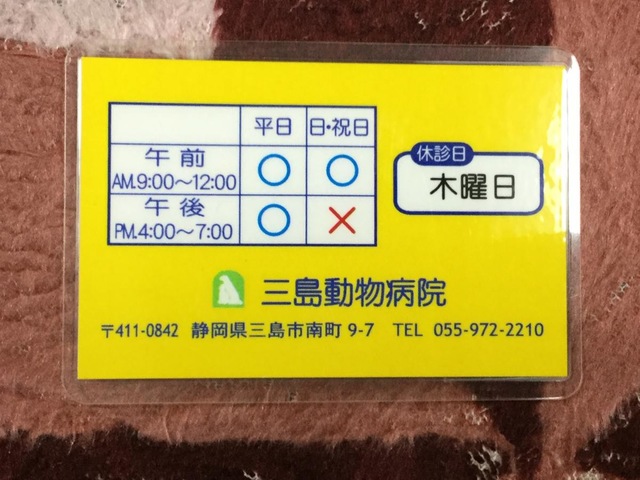 平日 日・祝日
午前
AM.9:00〜12:00 ○ ○
午後
PM.4:00〜7:00 ○ ×
休診日
木曜日
三島動物病院
〒411-0842 静岡県三島市南町9-7 TEL 055-972-2210